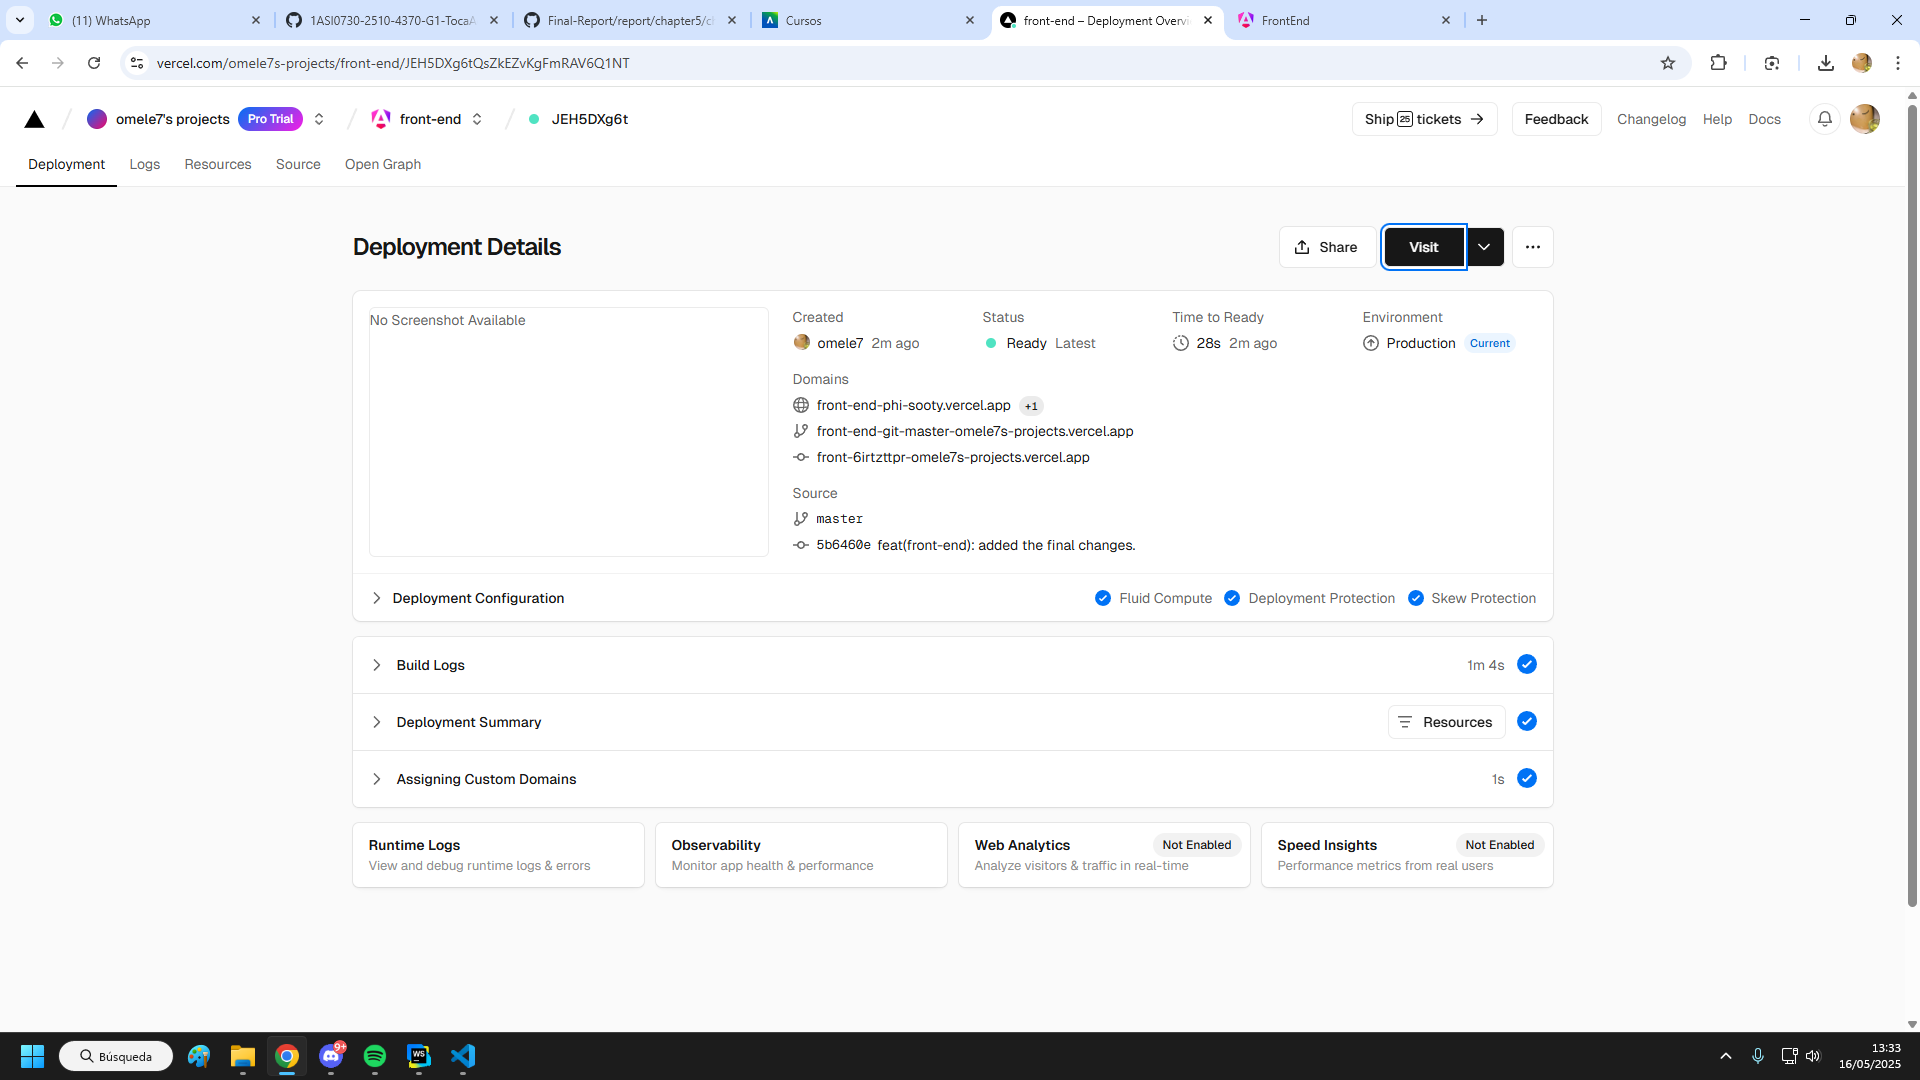 (11) WhatsApp
1ASI0730-2510-4370-G1-TocaA
Final-Report/report/chapter5/c
Cursos
front-end – Deployment Overvi
FrontEnd
vercel.com/omele7s-projects/front-end/JEH5DXg6tQsZkEZvKgFmRAV6Q1NT
omele7's projects Pro Trial
front-end
JEH5DXg6t
Ship 25 tickets →
Feedback
Changelog
Help
Docs
Deployment
Logs
Resources
Source
Open Graph
Deployment Details
Share
Visit
No Screenshot Available
Created
omele7 2m ago
Status
Ready Latest
Time to Ready
28s 2m ago
Environment
Production Current
Domains
front-end-phi-sooty.vercel.app +1
front-end-git-master-omele7s-projects.vercel.app
front-6irtzttpr-omele7s-projects.vercel.app
Source
master
5b6460e feat(front-end): added the final changes.
Deployment Configuration
Fluid Compute
Deployment Protection
Skew Protection
Build Logs
1m 4s
Deployment Summary
Resources
Assigning Custom Domains
1s
Runtime Logs
View and debug runtime logs & errors
Observability
Monitor app health & performance
Web Analytics
Not Enabled
Analyze visitors & traffic in real-time
Speed Insights
Not Enabled
Performance metrics from real users
Búsqueda
9+
WS
13:33
16/05/2025